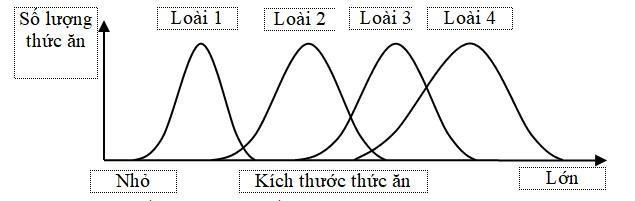 Số lượng
thức ăn
Loài 1
Loài 2
Loài 3
Loài 4
Nhỏ
Kích thước thức ăn
Lớn